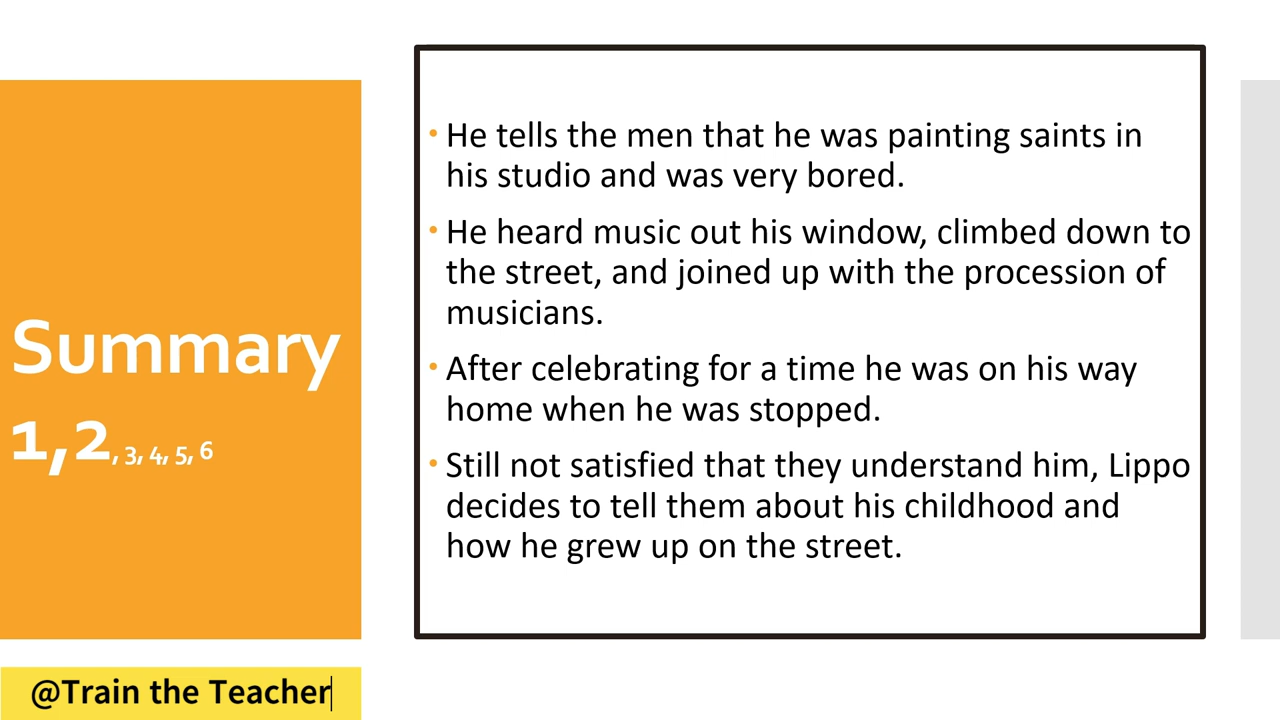 Summary
1,2, 3, 4, 5, 6
• He tells the men that he was painting saints in
his studio and was very bored.
• He heard music out his window, climbed down to
the street, and joined up with the procession of
musicians.
• After celebrating for a time he was on his way
home when he was stopped.
• Still not satisfied that they understand him, Lippo
decides to tell them about his childhood and
how he grew up on the street.
@Train the Teacher